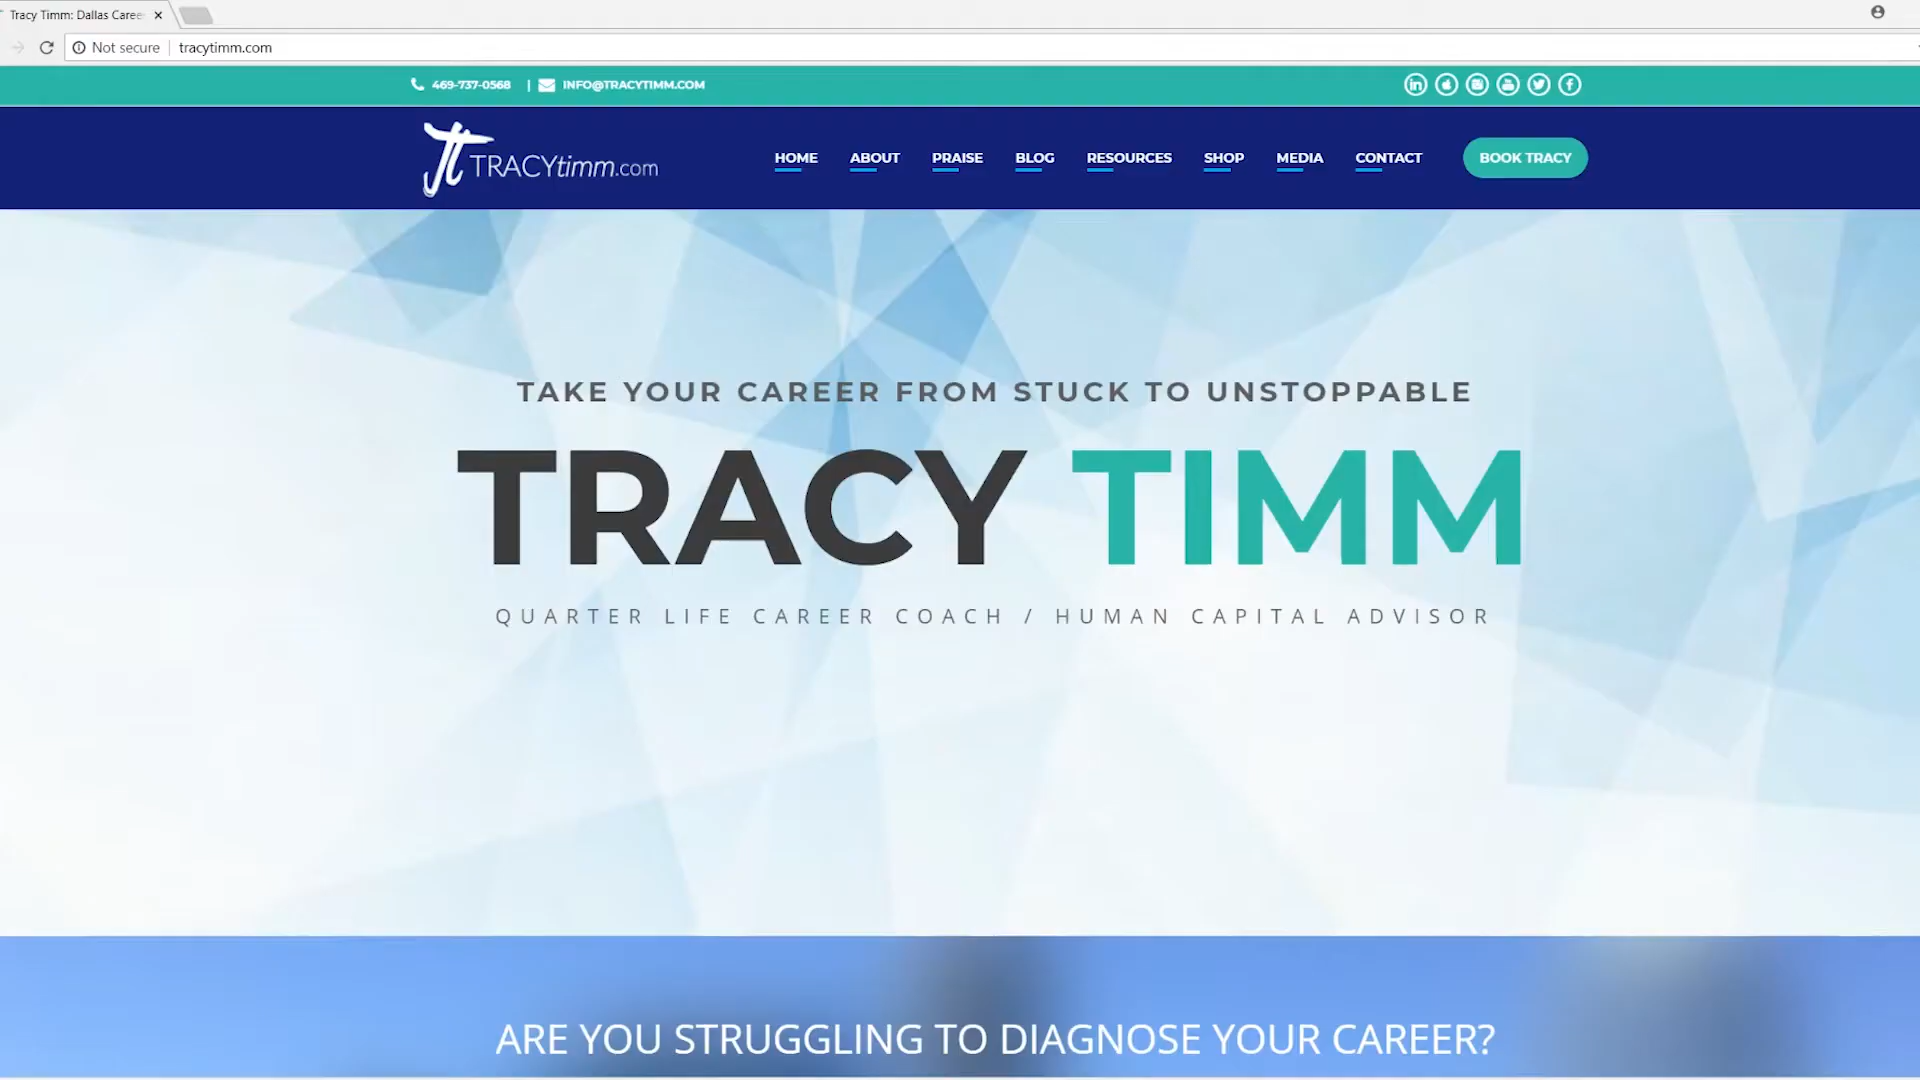 Tracy Timm: Dallas Caree
Not secure | tracytimm.com
469-737-0568 | INFO@TRACYTIMM.COM
TRACYtimm.com
HOME ABOUT PRAISE BLOG RESOURCES SHOP MEDIA CONTACT BOOK TRACY
TAKE YOUR CAREER FROM STUCK TO UNSTOPPABLE
TRACY TIMM
QUARTER LIFE CAREER COACH / HUMAN CAPITAL ADVISOR
ARE YOU STRUGGLING TO DIAGNOSE YOUR CAREER?